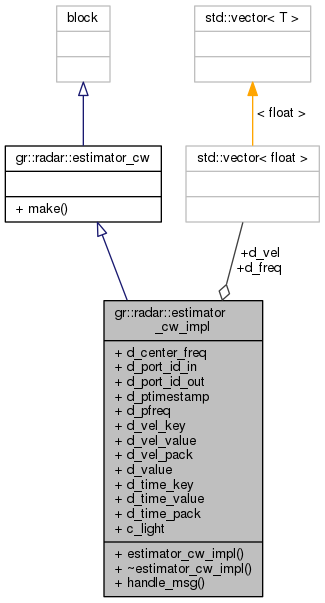 block
std::vector< T >
< float >
gr::radar::estimator_cw
+ make()
std::vector< float >
+d_vel
+d_freq
gr::radar::estimator
_cw_impl
+ d_center_freq
+ d_port_id_in
+ d_port_id_out
+ d_ptimestamp
+ d_pfreq
+ d_vel_key
+ d_vel_value
+ d_vel_pack
+ d_value
+ d_time_key
+ d_time_value
+ d_time_pack
+ c_light
+ estimator_cw_impl()
+ ~estimator_cw_impl()
+ handle_msg()